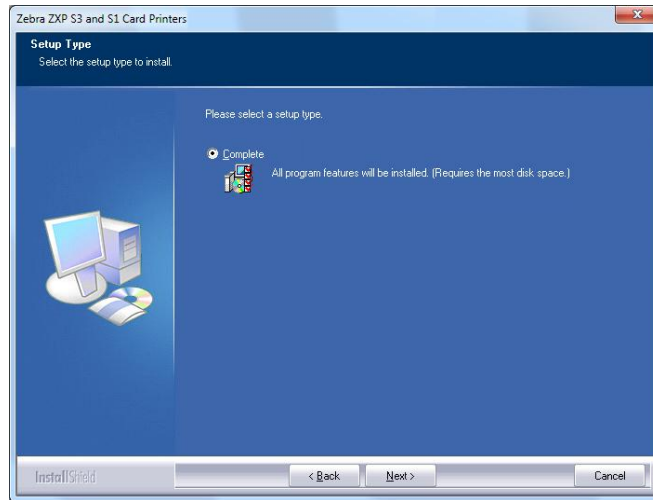 Zebra ZXP S3 and S1 Card Printers
Setup Type
Select the setup type to install.
Please select a setup type.
Complete
All program features will be installed. (Requires the most disk space.)
InstallShield
< Back
Next >
Cancel